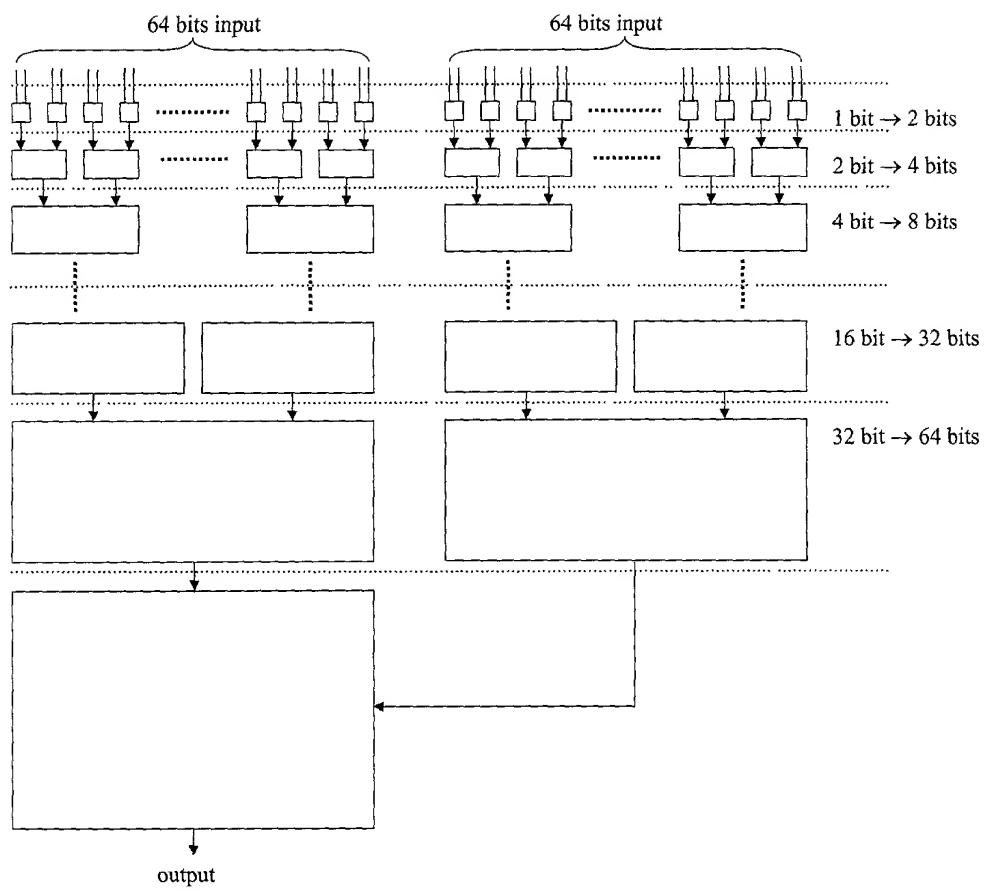 64 bits input
64 bits input
1 bit → 2 bits
2 bit → 4 bits
4 bit → 8 bits
16 bit → 32 bits
32 bit → 64 bits
output